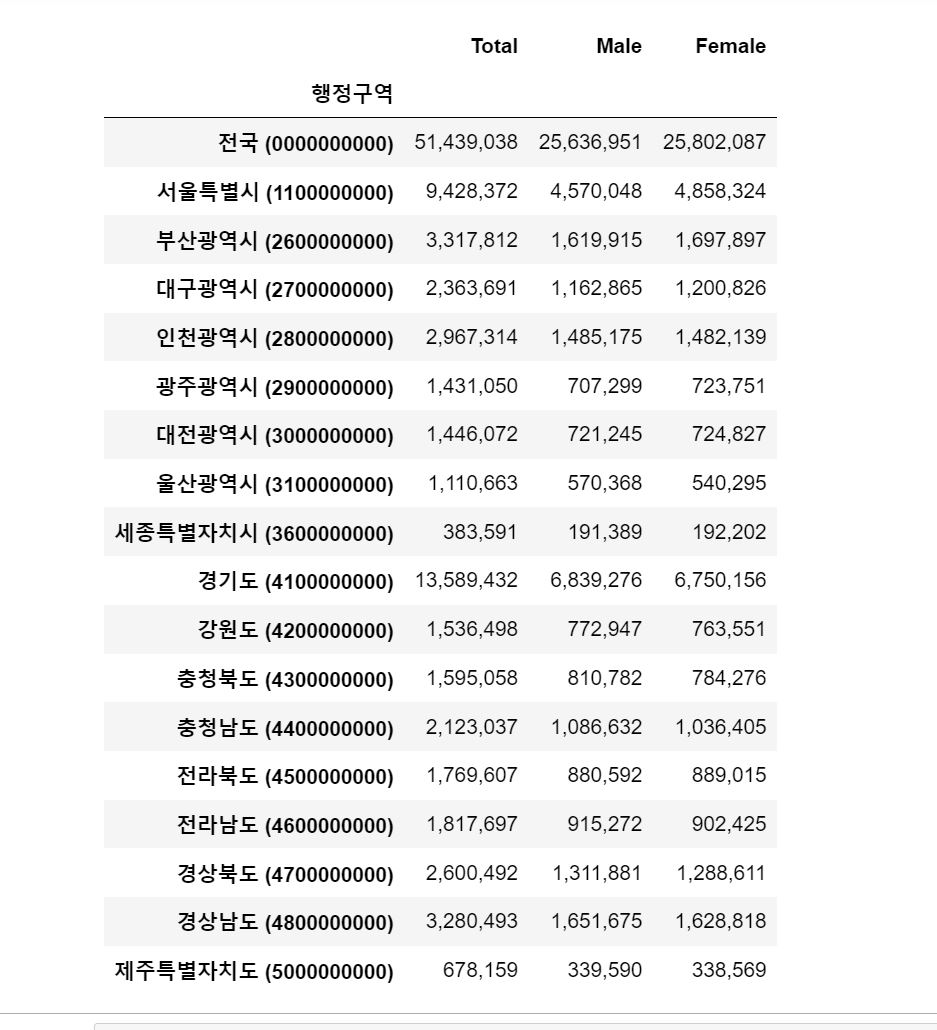 Total Male Female
행정구역
전국 (0000000000) 51,439,038 25,636,951 25,802,087
서울특별시 (1100000000) 9,428,372 4,570,048 4,858,324
부산광역시 (2600000000) 3,317,812 1,619,915 1,697,897
대구광역시 (2700000000) 2,363,691 1,162,865 1,200,826
인천광역시 (2800000000) 2,967,314 1,485,175 1,482,139
광주광역시 (2900000000) 1,431,050 707,299 723,751
대전광역시 (3000000000) 1,446,072 721,245 724,827
울산광역시 (3100000000) 1,110,663 570,368 540,295
세종특별자치시 (3600000000) 383,591 191,389 192,202
경기도 (4100000000) 13,589,432 6,839,276 6,750,156
강원도 (4200000000) 1,536,498 772,947 763,551
충청북도 (4300000000) 1,595,058 810,782 784,276
충청남도 (4400000000) 2,123,037 1,086,632 1,036,405
전라북도 (4500000000) 1,769,607 880,592 889,015
전라남도 (4600000000) 1,817,697 915,272 902,425
경상북도 (4700000000) 2,600,492 1,311,881 1,288,611
경상남도 (4800000000) 3,280,493 1,651,675 1,628,818
제주특별자치도 (5000000000) 678,159 339,590 338,569